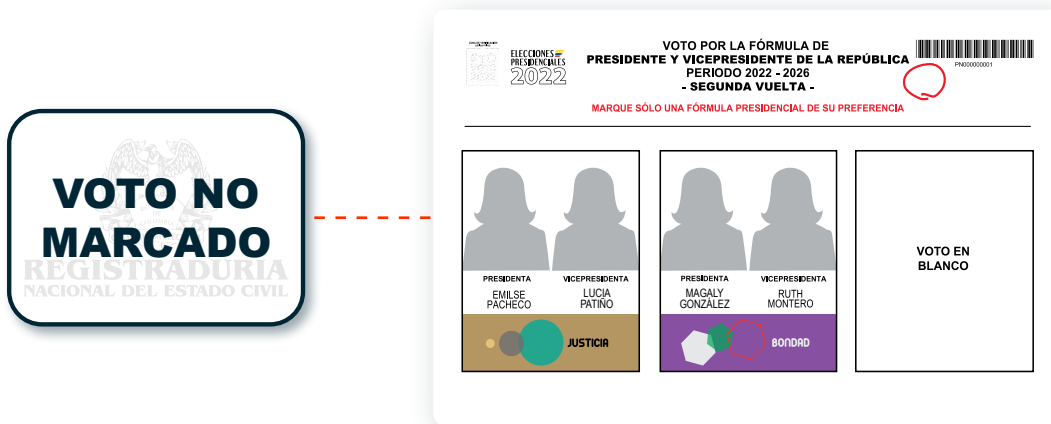 VOTO NO
MARCADO
REGISTRADURIA
NACIONAL DEL ESTADO CIVIL
ELECCIONES
PRESIDENCIALES
2022
VOTO POR LA FÓRMULA DE
PRESIDENTE Y VICEPRESIDENTE DE LA REPÚBLICA
PERIODO 2022 - 2026
- SEGUNDA VUELTA -
MARQUE SÓLO UNA FÓRMULA PRESIDENCIAL DE SU PREFERENCIA
PN000000001
PRESIDENTA VICEPRESIDENTA
EMILSE PACHECO LUCIA PATIÑO
JUSTICIA
PRESIDENTA VICEPRESIDENTA
MAGALY GONZÁLEZ RUTH MONTERO
BONDAD
VOTO EN
BLANCO